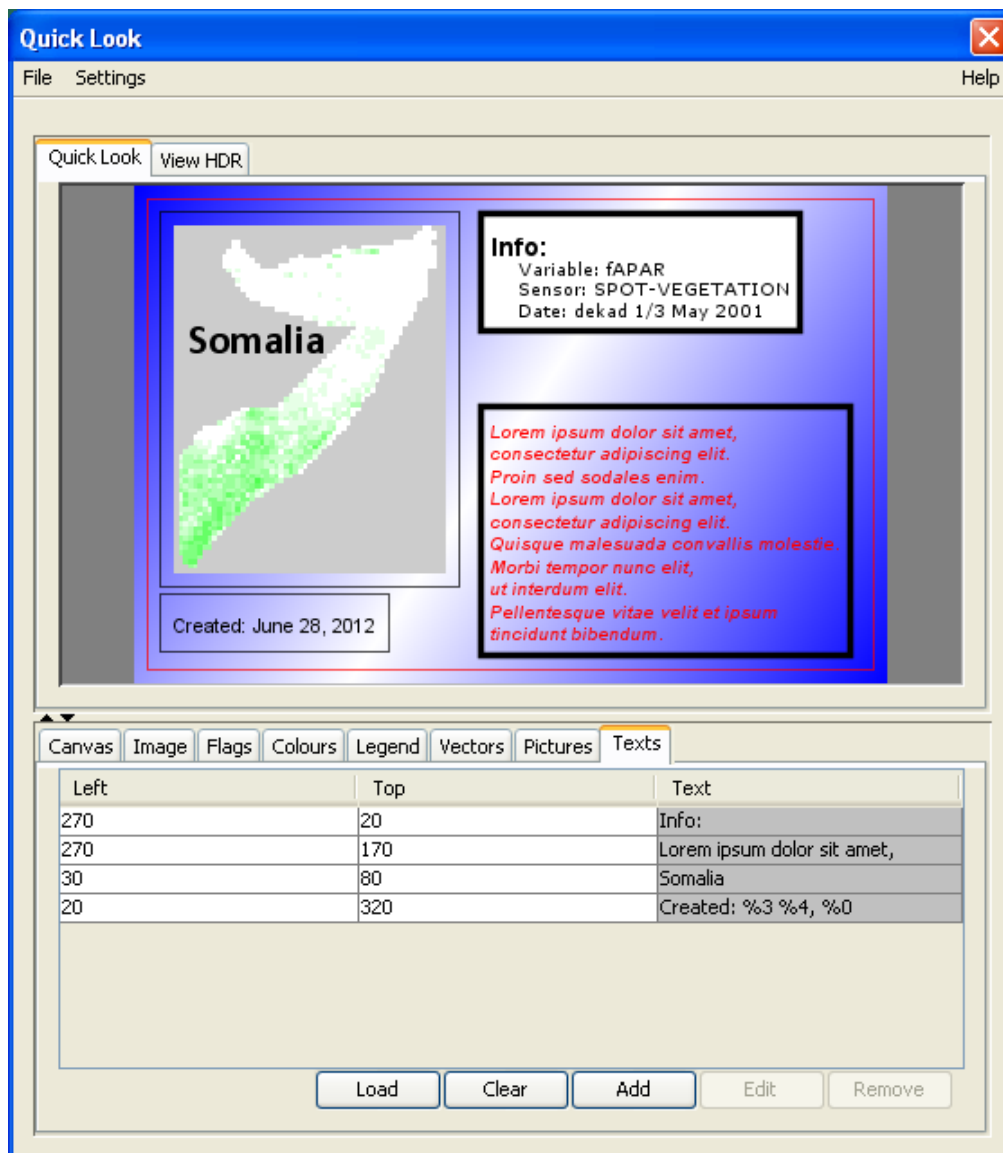 Quick Look
File Settings Help
Quick Look View HDR
Info:
Variable: fAPAR
Sensor: SPOT-VEGETATION
Date: dekad 1/3 May 2001
Somalia
Lorem ipsum dolor sit amet,
consectetur adipiscing elit.
Proin sed sodales enim.
Lorem ipsum dolor sit amet,
consectetur adipiscing elit.
Quisque malesuada convallis molestie.
Morbi tempor nunc elit,
ut interdum elit.
Pellentesque vitae velit et ipsum
tincidunt bibendum.
Created: June 28, 2012
Canvas Image Flags Colours Legend Vectors Pictures Texts
Left Top Text
270 20 Info:
270 170 Lorem ipsum dolor sit amet,
30 80 Somalia
20 320 Created: %3 %4, %0
Load Clear Add Edit Remove